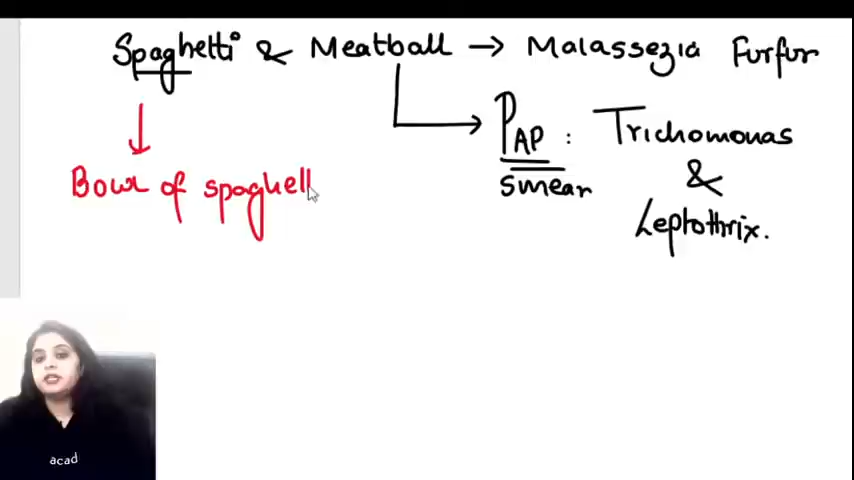 Spaghetti & Meatball → Malassezia Furfur
PAP : Trichomonas
smear &
Leptothrix.
Bowl of spaghett
acad